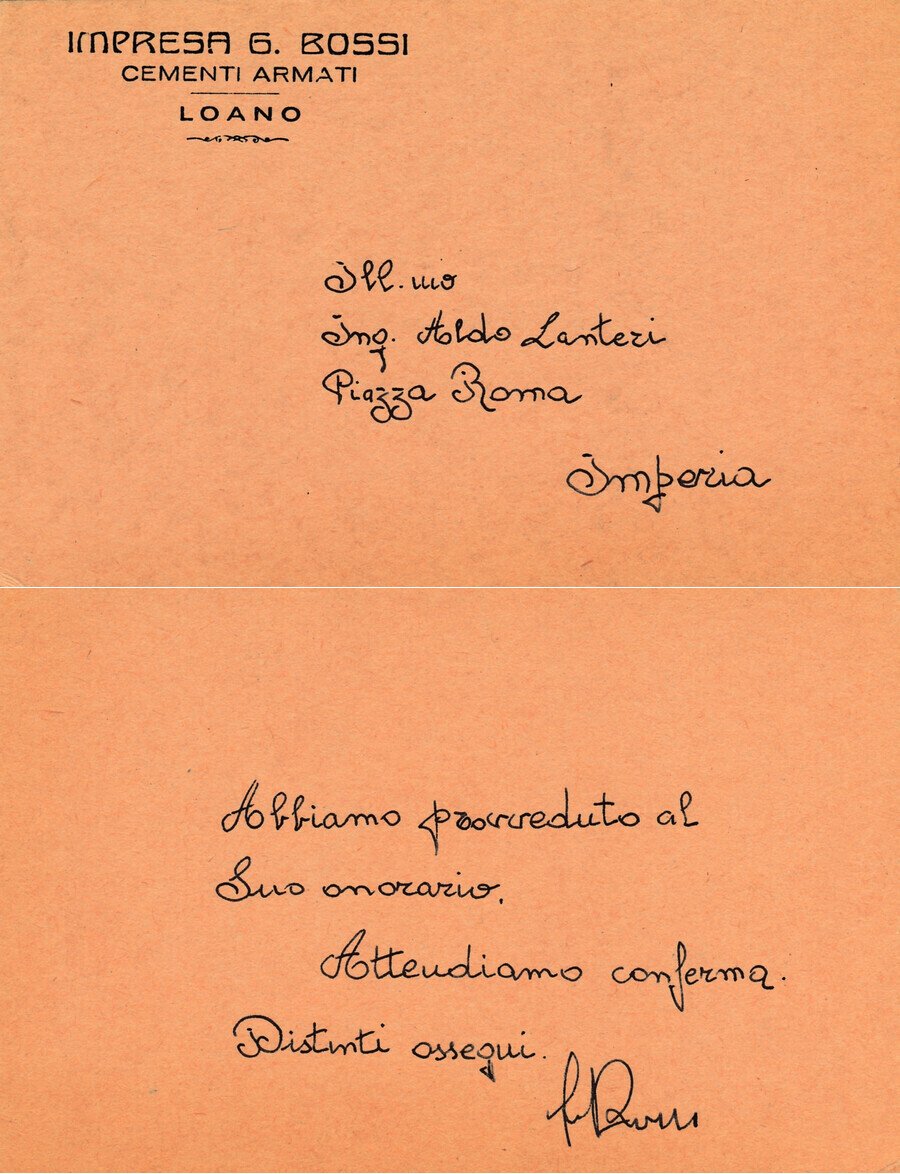 IMPRESA G. BOSSI
CEMENTI ARMATI
LOANO
Ill.mo
Ing. Aldo Lanteri
Piazza Roma
Imperia
Abbiamo provveduto al
Suo onorario.
Attendiamo conferma.
Distinti ossequi.